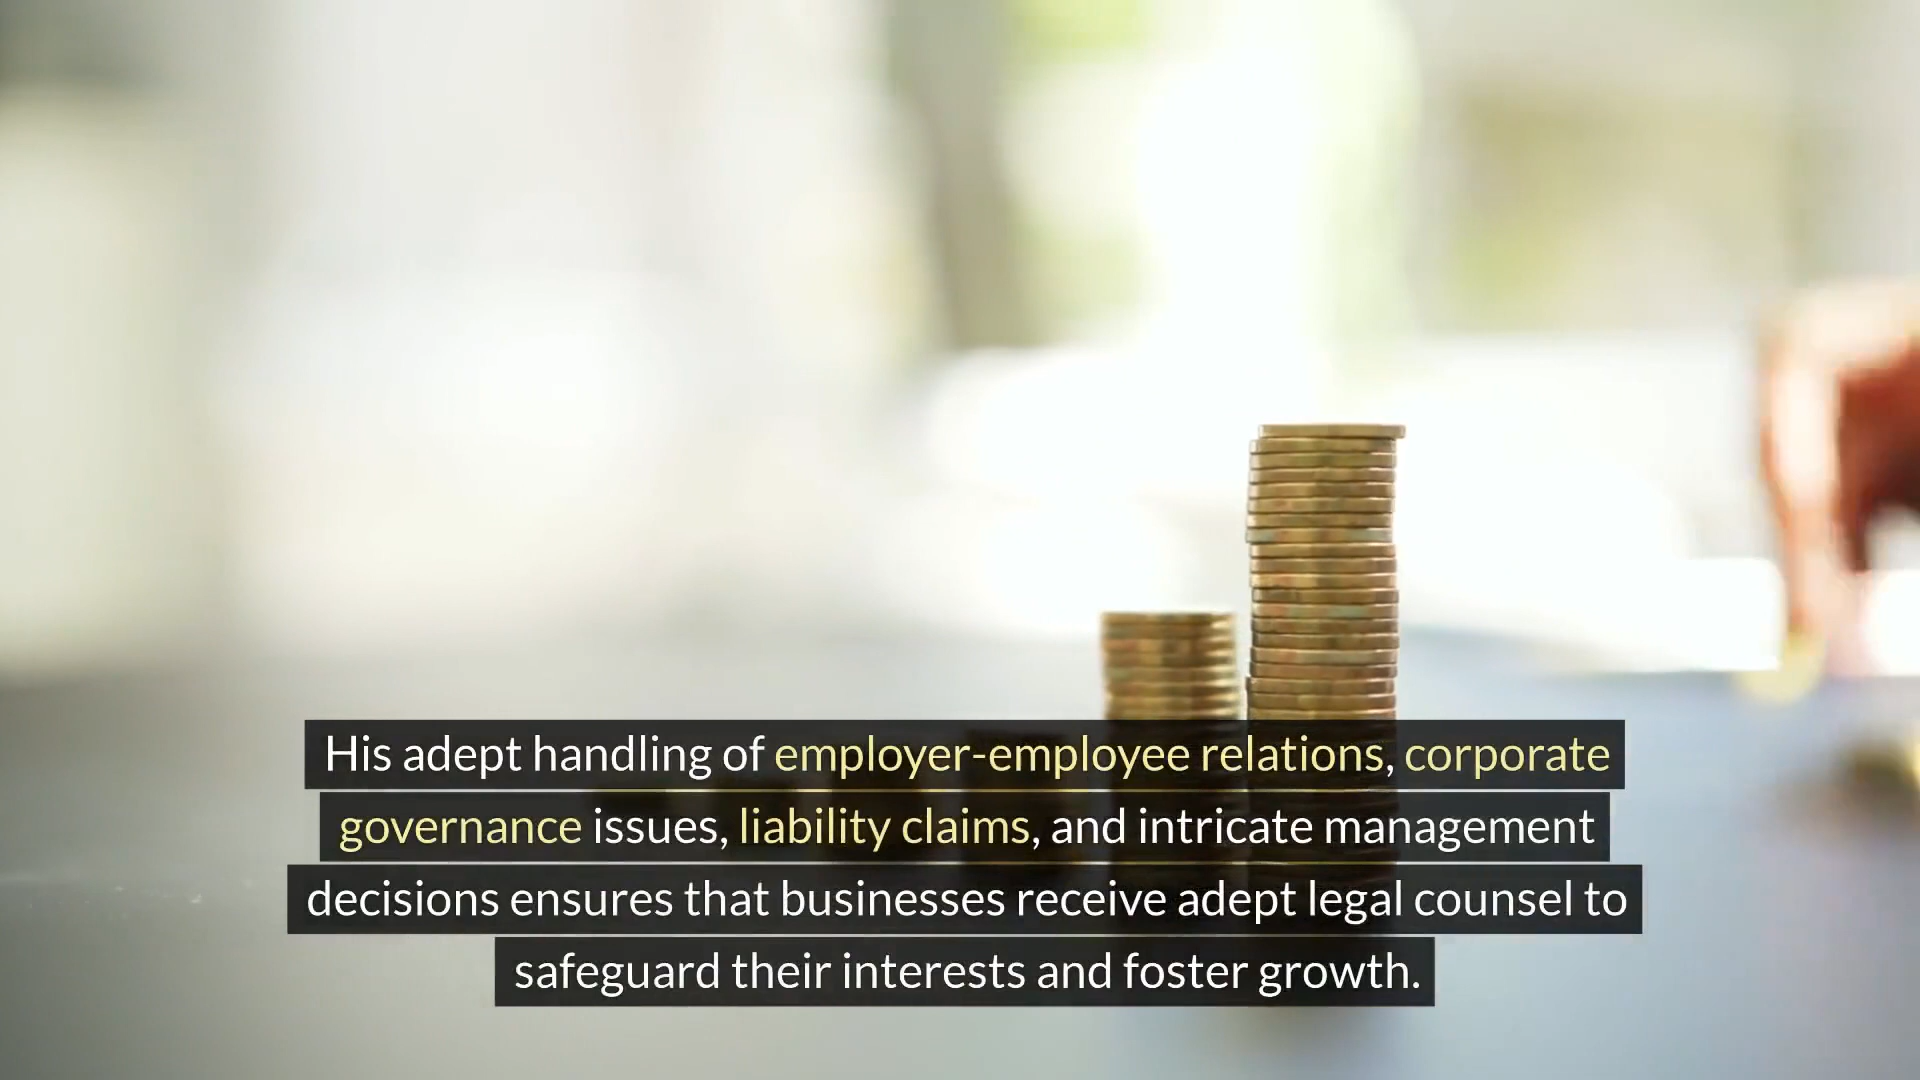 His adept handling of employer-employee relations, corporate
governance issues, liability claims, and intricate management
decisions ensures that businesses receive adept legal counsel to
safeguard their interests and foster growth.